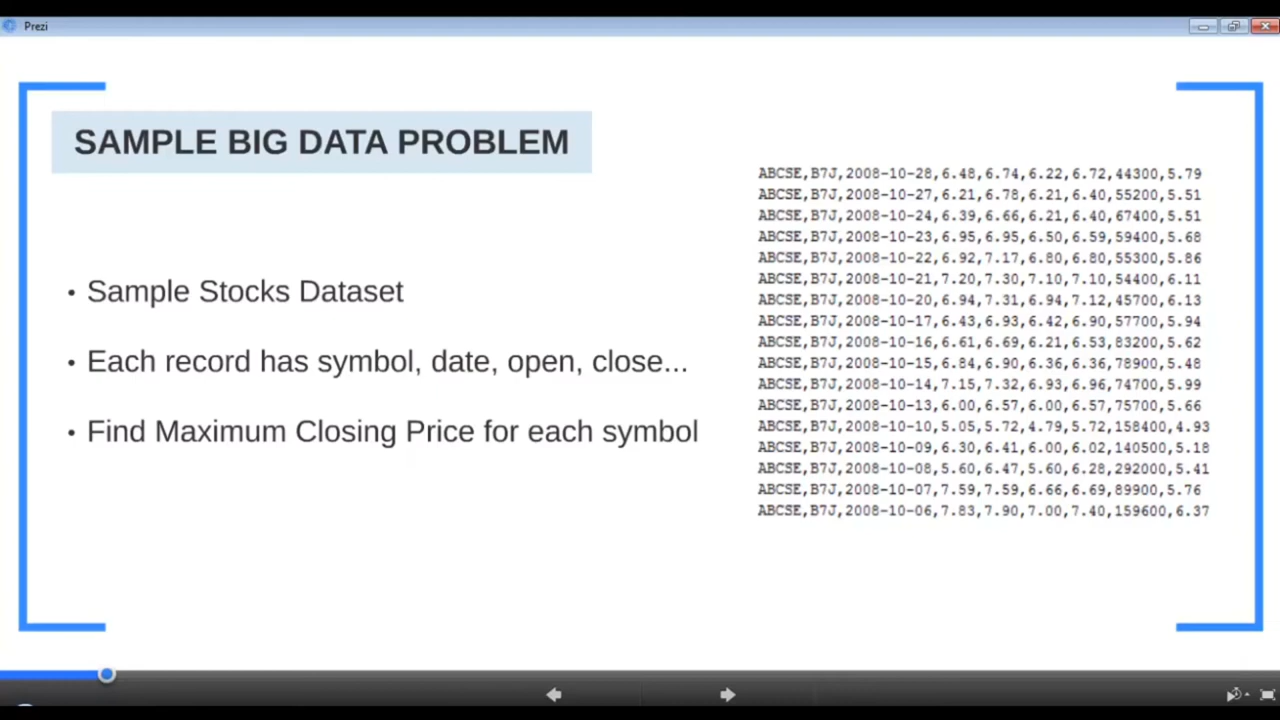 Prezi
SAMPLE BIG DATA PROBLEM
• Sample Stocks Dataset
• Each record has symbol, date, open, close...
• Find Maximum Closing Price for each symbol
ABCSE,B7J,2008-10-28,6.48,6.74,6.22,6.72,44300,5.79
ABCSE,B7J,2008-10-27,6.21,6.78,6.21,6.40,55200,5.51
ABCSE,B7J,2008-10-24,6.39,6.66,6.21,6.40,67400,5.51
ABCSE,B7J,2008-10-23,6.95,6.95,6.50,6.59,59400,5.68
ABCSE,B7J,2008-10-22,6.92,7.17,6.80,6.80,55300,5.86
ABCSE,B7J,2008-10-21,7.20,7.30,7.10,7.10,54400,6.11
ABCSE,B7J,2008-10-20,6.94,7.31,6.94,7.12,45700,6.13
ABCSE,B7J,2008-10-17,6.43,6.93,6.42,6.90,57700,5.94
ABCSE,B7J,2008-10-16,6.61,6.69,6.21,6.53,83200,5.62
ABCSE,B7J,2008-10-15,6.84,6.90,6.36,6.36,78900,5.48
ABCSE,B7J,2008-10-14,7.15,7.32,6.93,6.96,74700,5.99
ABCSE,B7J,2008-10-13,6.00,6.57,6.00,6.57,75700,5.66
ABCSE,B7J,2008-10-10,5.05,5.72,4.79,5.72,158400,4.93
ABCSE,B7J,2008-10-09,6.30,6.41,6.00,6.02,140500,5.18
ABCSE,B7J,2008-10-08,5.60,6.47,5.60,6.28,292000,5.41
ABCSE,B7J,2008-10-07,7.59,7.59,6.66,6.69,89900,5.76
ABCSE,B7J,2008-10-06,7.83,7.90,7.00,7.40,159600,6.37